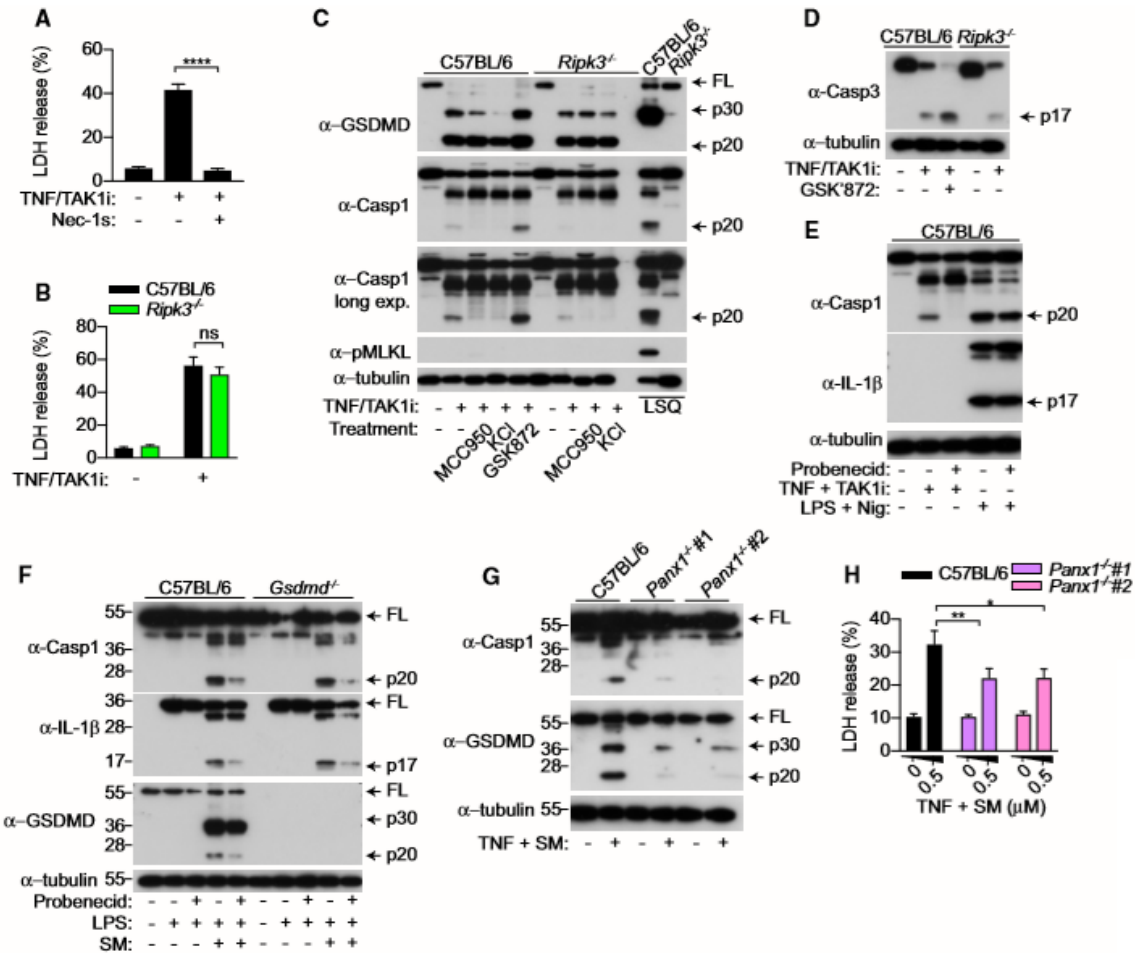 A
LDH release (%)
60
40
20
0
****
TNF/TAK1i: - + +
Nec-1s: - - +
B
C57BL/6
Ripk3-/-
LDH release (%)
80
60
40
20
0
ns
TNF/TAK1i: - +
C
C57BL/6 Ripk3-/- C57BL/6 Ripk3-/-
α-GSDMD
FL
p30
p20
α-Casp1
p20
α-Casp1
long exp.
p20
α-pMLKL
α-tubulin
TNF/TAK1i: - + + + + - + + + LSQ
Treatment: - - MCC950 KCl GSK872 - - MCC950 KCl
D
C57BL/6 Ripk3-/-
α-Casp3
p17
α-tubulin
TNF/TAK1i: - + + - +
GSK'872: - - + - -
E
C57BL/6
α-Casp1
p20
α-IL-1β
p17
α-tubulin
Probenecid: - - + - +
TNF + TAK1i: - + + - -
LPS + Nig: - - - + +
F
C57BL/6 Gsdmd-/-
55
36
28
α-Casp1
FL
p20
36
28
17
α-IL-1β
FL
p17
55
36
28
α-GSDMD
FL
p30
p20
α-tubulin 55
Probenecid: - - + - + - - + - +
LPS: - + + + + - + + + +
SM: - - - + + - - - + +
G
C57BL/6 Panx1-/-#1 Panx1-/-#2
55
36
28
α-Casp1
FL
p20
55
36
28
α-GSDMD
FL
p30
p20
α-tubulin 55
TNF + SM: - + - + - +
H
C57BL/6
Panx1-/-#1
Panx1-/-#2
LDH release (%)
40
30
20
10
0
**
*
0 0.5 0 0.5 0 0.5
TNF + SM (μM)